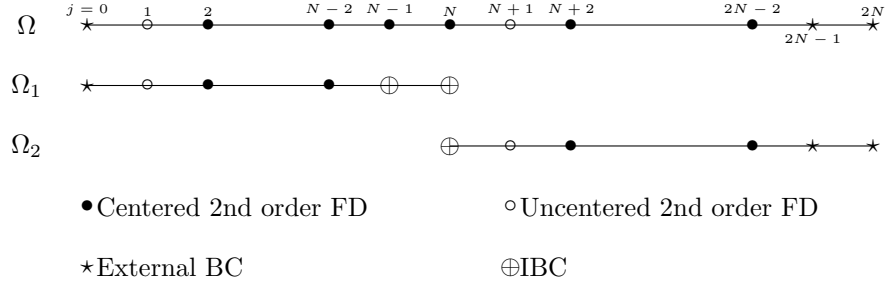 j = 0 1 2 N − 2 N − 1 N N + 1 N + 2 2N − 2 2N − 1 2N
Ω
Ω₁
Ω₂
Centered 2nd order FD
Uncentered 2nd order FD
External BC
IBC